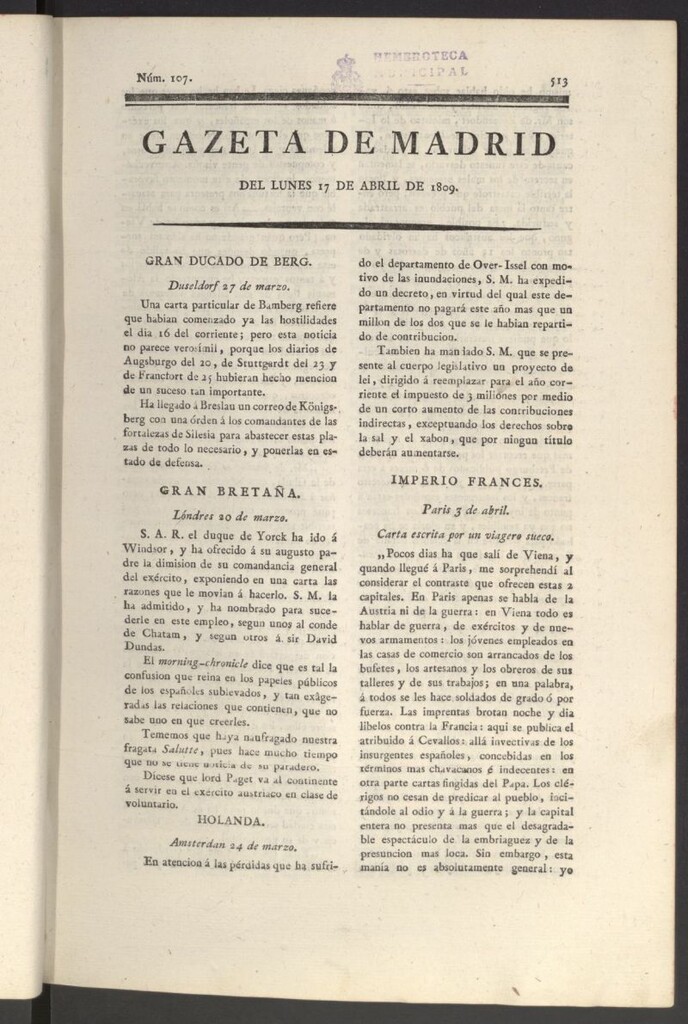 HEMEROTECA
MUNICIPAL
Núm. 107.
513
GAZETA DE MADRID
DEL LUNES 17 DE ABRIL DE 1809.
GRAN DUCADO DE BERG.
Duseldorf 27 de marzo.
Una carta particular de Bamberg refiere
que habian comenzado ya las hostilidades
el dia 16 del corriente; pero esta noticia
no parece verosímil, porque los diarios de
Augsburgo del 20, de Stuttgardt del 23 y
de Francfort de 25 hubieran hecho mencion
de un suceso tan importante.
Ha llegado á Breslau un correo de Königs-
berg con una órden á los comandantes de las
fortalezas de Silesia para abastecer estas pla-
zas de todo lo necesario, y ponerlas en es-
tado de defensa.
GRAN BRETAÑA.
Lóndres 20 de marzo.
S. A. R. el duque de Yorck ha ido á
Windsor, y ha ofrecido á su augusto pa-
dre la dimision de su comandancia general
del exército, exponiendo en una carta las
razones que le movian á hacerlo. S. M. la
ha admitido, y ha nombrado para suce-
derle en este empleo, segun unos al conde
de Chatam, y segun otros á sir David
Dundas.
El morning-chronicle dice que es tal la
confusion que reina en los papeles públicos
de los españoles sublevados, y tan exâge-
radas las relaciones que contienen, que no
sabe uno en que creerles.
Tememos que haya naufragado nuestra
fragata Salutte, pues hace mucho tiempo
que no se tiene noticia de su paradero.
Dícese que lord Paget va al continente
á servir en el exército austriaco en clase de
voluntario.
HOLANDA.
Amsterdan 24 de marzo.
En atencion á las pérdidas que ha sufri-
do el departamento de Over-Issel con mo-
tivo de las inundaciones, S. M. ha expedi-
do un decreto, en virtud del qual este de-
partamento no pagará este año mas que un
millon de los dos que se le habian reparti-
do de contribucion.
Tambien ha mandado S. M. que se pre-
sente al cuerpo legislativo un proyecto de
lei, dirigido á reemplazar para el año cor-
riente el impuesto de 3 millones por medio
de un corto aumento de las contribuciones
indirectas, exceptuando los derechos sobre
la sal y el xabon, que por ningun título
deberán aumentarse.
IMPERIO FRANCES.
Paris 3 de abril.
Carta escrita por un viagero sueco.
„Pocos dias ha que salí de Viena, y
quando llegué á Paris, me sorprehendí al
considerar el contraste que ofrecen estas 2
capitales. En Paris apenas se habla de la
Austria ni de la guerra: en Viena todo es
hablar de guerra, de exércitos y de nue-
vos armamentos: los jóvenes empleados en
las casas de comercio son arrancados de los
bufetes, los artesanos y los obreros de sus
talleres y de sus trabajos; en una palabra,
á todos se les hace soldados de grado ó por
fuerza. Las imprentas brotan noche y dia
libelos contra la Francia: aquí se publica el
atribuido á Cevallos: allá invectivas de los
insurgentes españoles, concebidas en los
términos mas chavacanos é indecentes: en
otra parte cartas fingidas del Papa. Los clé-
rigos no cesan de predicar al pueblo, inci-
tándole al odio y á la guerra; y la capital
entera no presenta mas que el desagrada-
ble espectáculo de la embriaguez y de la
presuncion mas loca. Sin embargo, esta
manía no es absolutamente general: yo